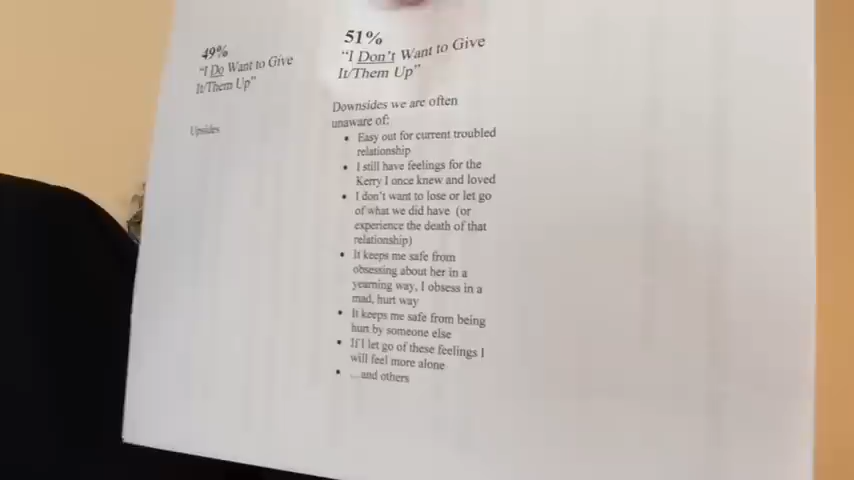 49%
"I Do Want to Give
It/Them Up"
Upsides
51%
"I Don't Want to Give
It/Them Up"
Downsides we are often
unaware of:
• Easy out for current troubled
relationship
• I still have feelings for the
Kerry I once knew and loved
• I don't want to lose or let go
of what we did have (or
experience the death of that
relationship)
• It keeps me safe from
obsessing about her in a
yearning way, I obsess in a
mad, hurt way
• It keeps me safe from being
hurt by someone else
• If I let go of these feelings I
will feel more alone
• …and others